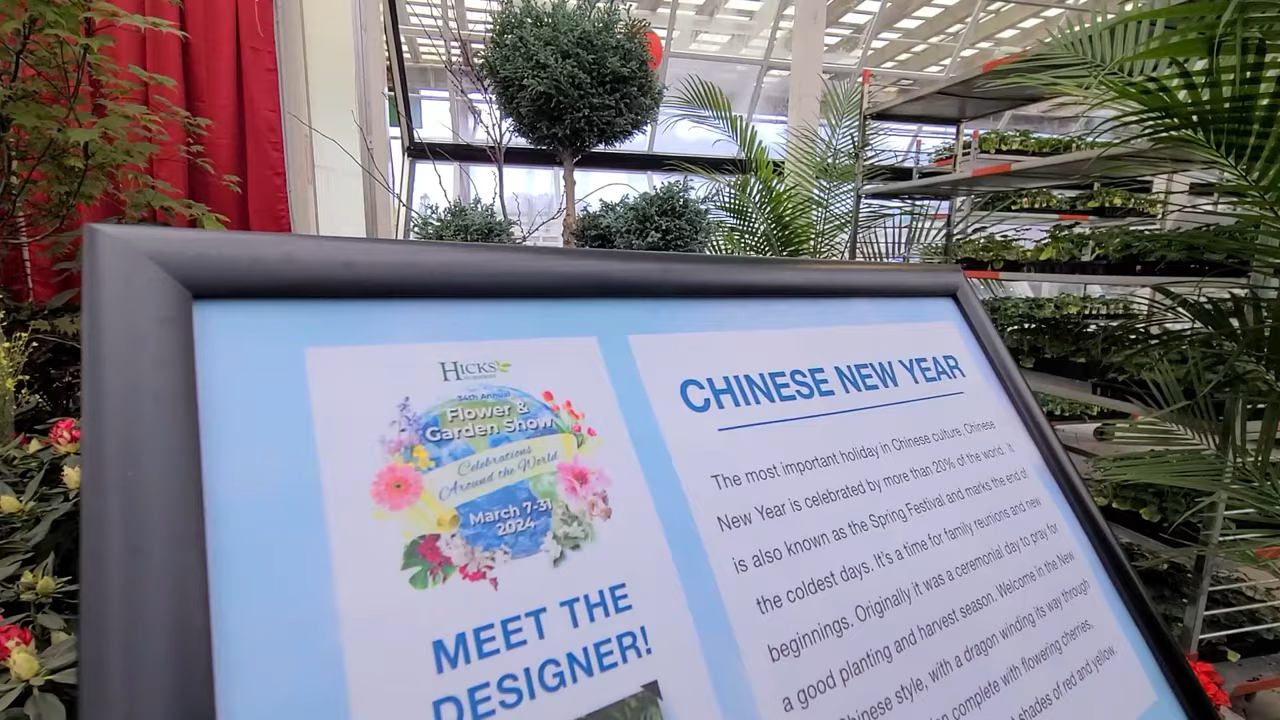 HICKS
34th Annual
Flower &
Garden Show
Celebrations
Around the World
March 7-31
2024
MEET THE
DESIGNER!
CHINESE NEW YEAR
The most important holiday in Chinese culture, Chinese
New Year is celebrated by more than 20% of the world. It
is also known as the Spring Festival and marks the end of
the coldest days. It's a time for family reunions and new
beginnings. Originally it was a ceremonial day to pray for
a good planting and harvest season. Welcome in the New
Chinese style, with a dragon winding its way through
complete with flowering cherries,
shades of red and yellow.